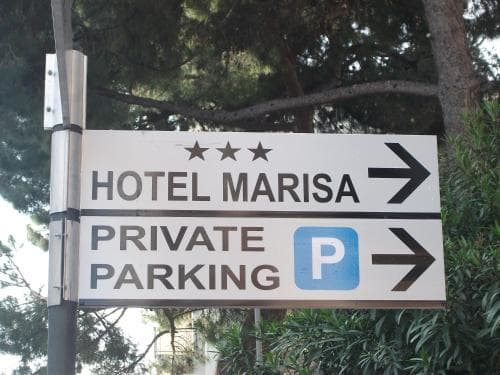 ★★★
HOTEL MARISA
PRIVATE
PARKING
P